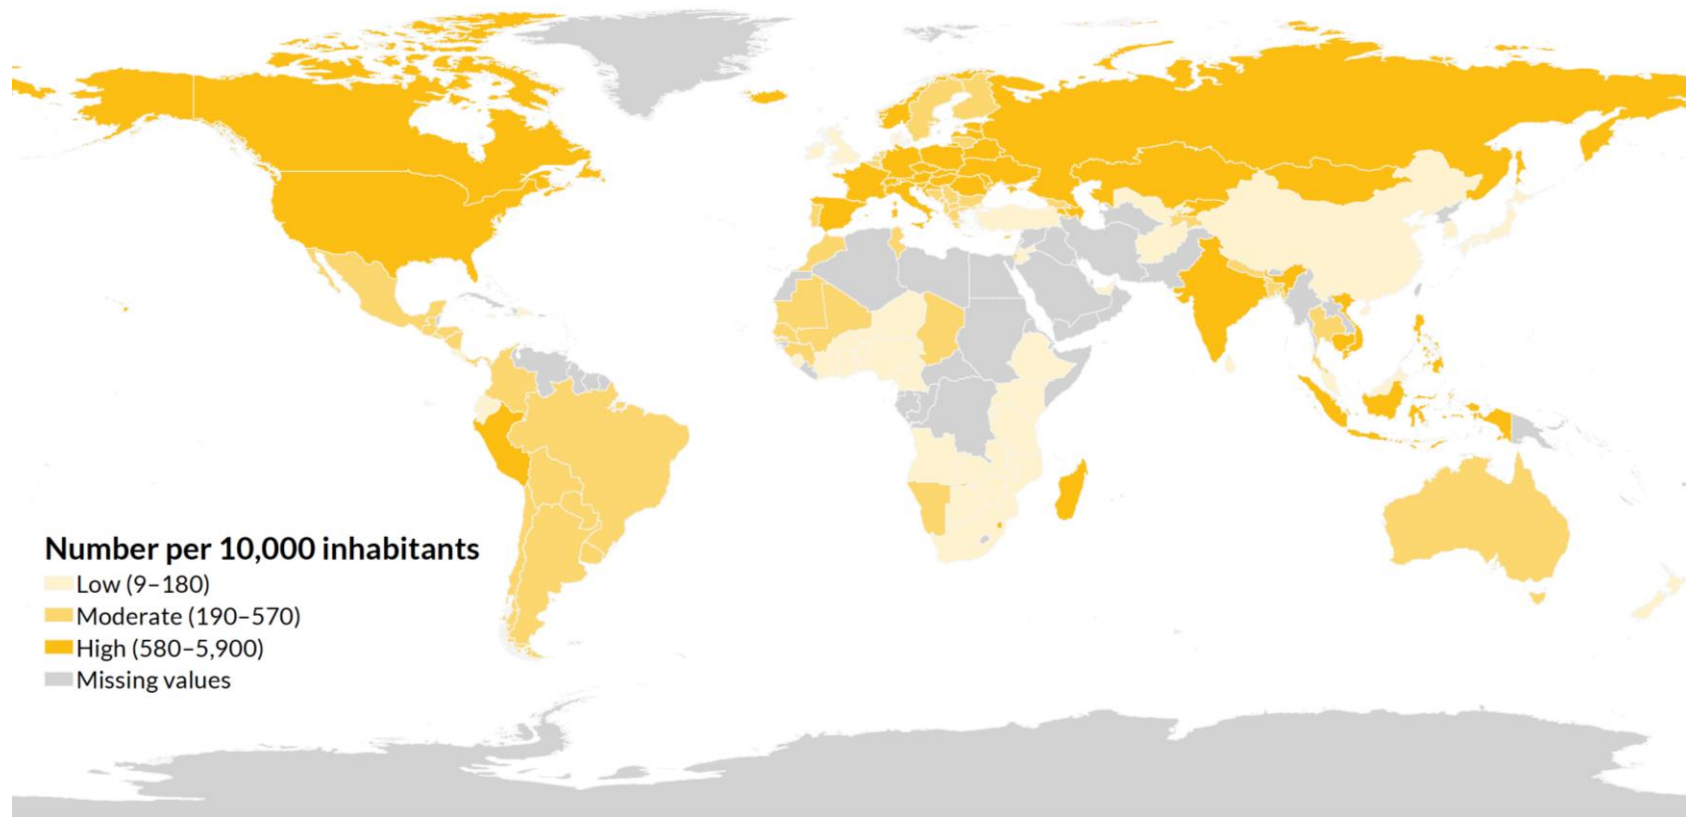 Number per 10,000 inhabitants
Low (9–180)
Moderate (190–570)
High (580–5,900)
Missing values